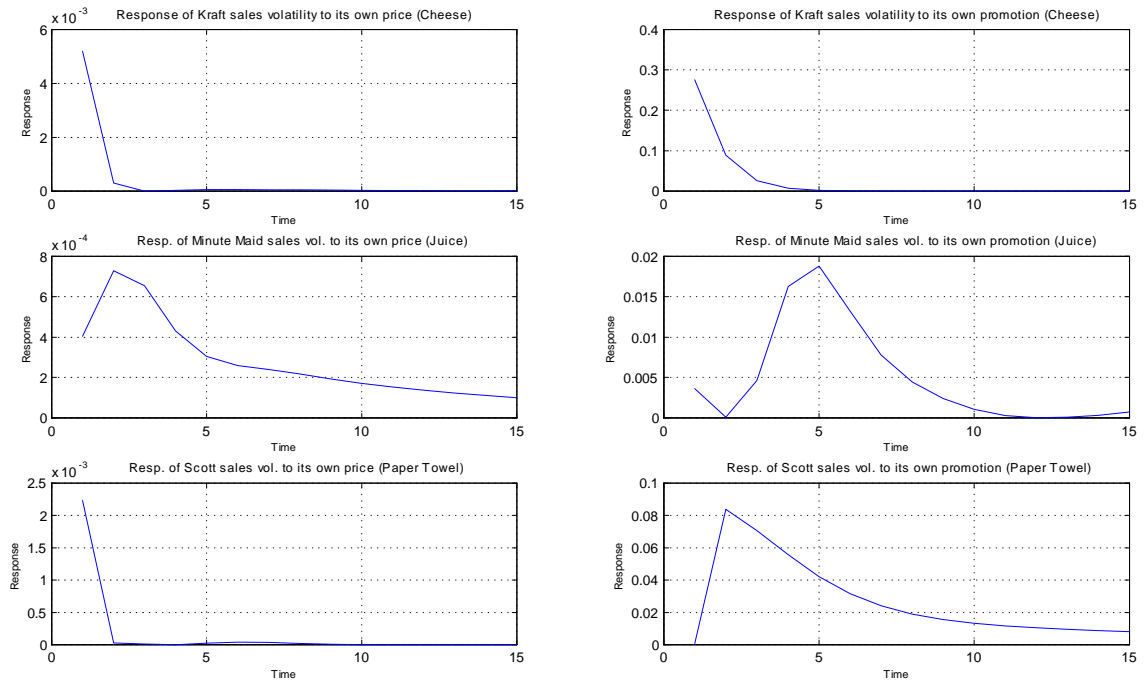 Response of Kraft sales volatility to its own price (Cheese)
x 10^-3
6
4
2
0
0 5 10 15
Response
Time
Response of Kraft sales volatility to its own promotion (Cheese)
0.4
0.3
0.2
0.1
0
0 5 10 15
Response
Time
Resp. of Minute Maid sales vol. to its own price (Juice)
x 10^-4
8
6
4
2
0
0 5 10 15
Response
Time
Resp. of Minute Maid sales vol. to its own promotion (Juice)
0.02
0.015
0.01
0.005
0
0 5 10 15
Response
Time
Resp. of Scott sales vol. to its own price (Paper Towel)
x 10^-3
2.5
2
1.5
1
0.5
0
0 5 10 15
Response
Time
Resp. of Scott sales vol. to its own promotion (Paper Towel)
0.1
0.08
0.06
0.04
0.02
0
0 5 10 15
Response
Time